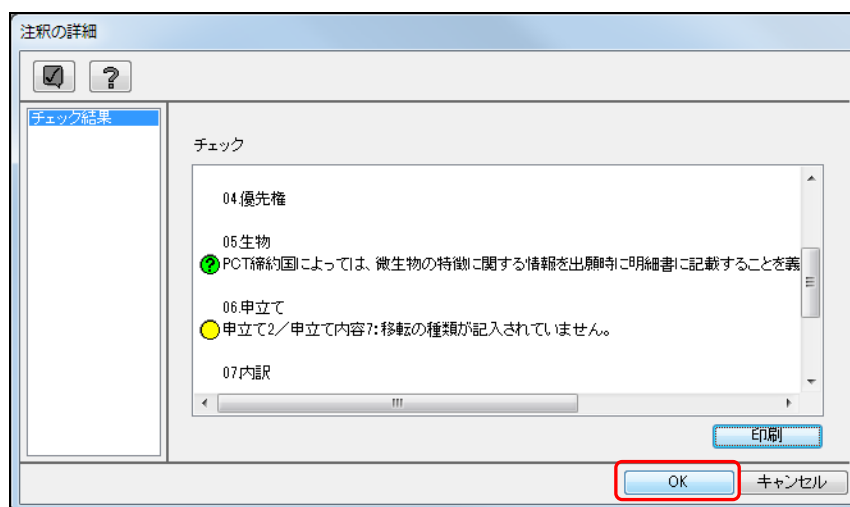 注釈の詳細
チェック結果
チェック
04.優先権
05.生物
PCT締約国によっては、微生物の特徴に関する情報を出願時に明細書に記載することを義
06.申立て
申立て2／申立て内容7:移転の種類が記入されていません。
07.内訳
印刷
OK
キャンセル